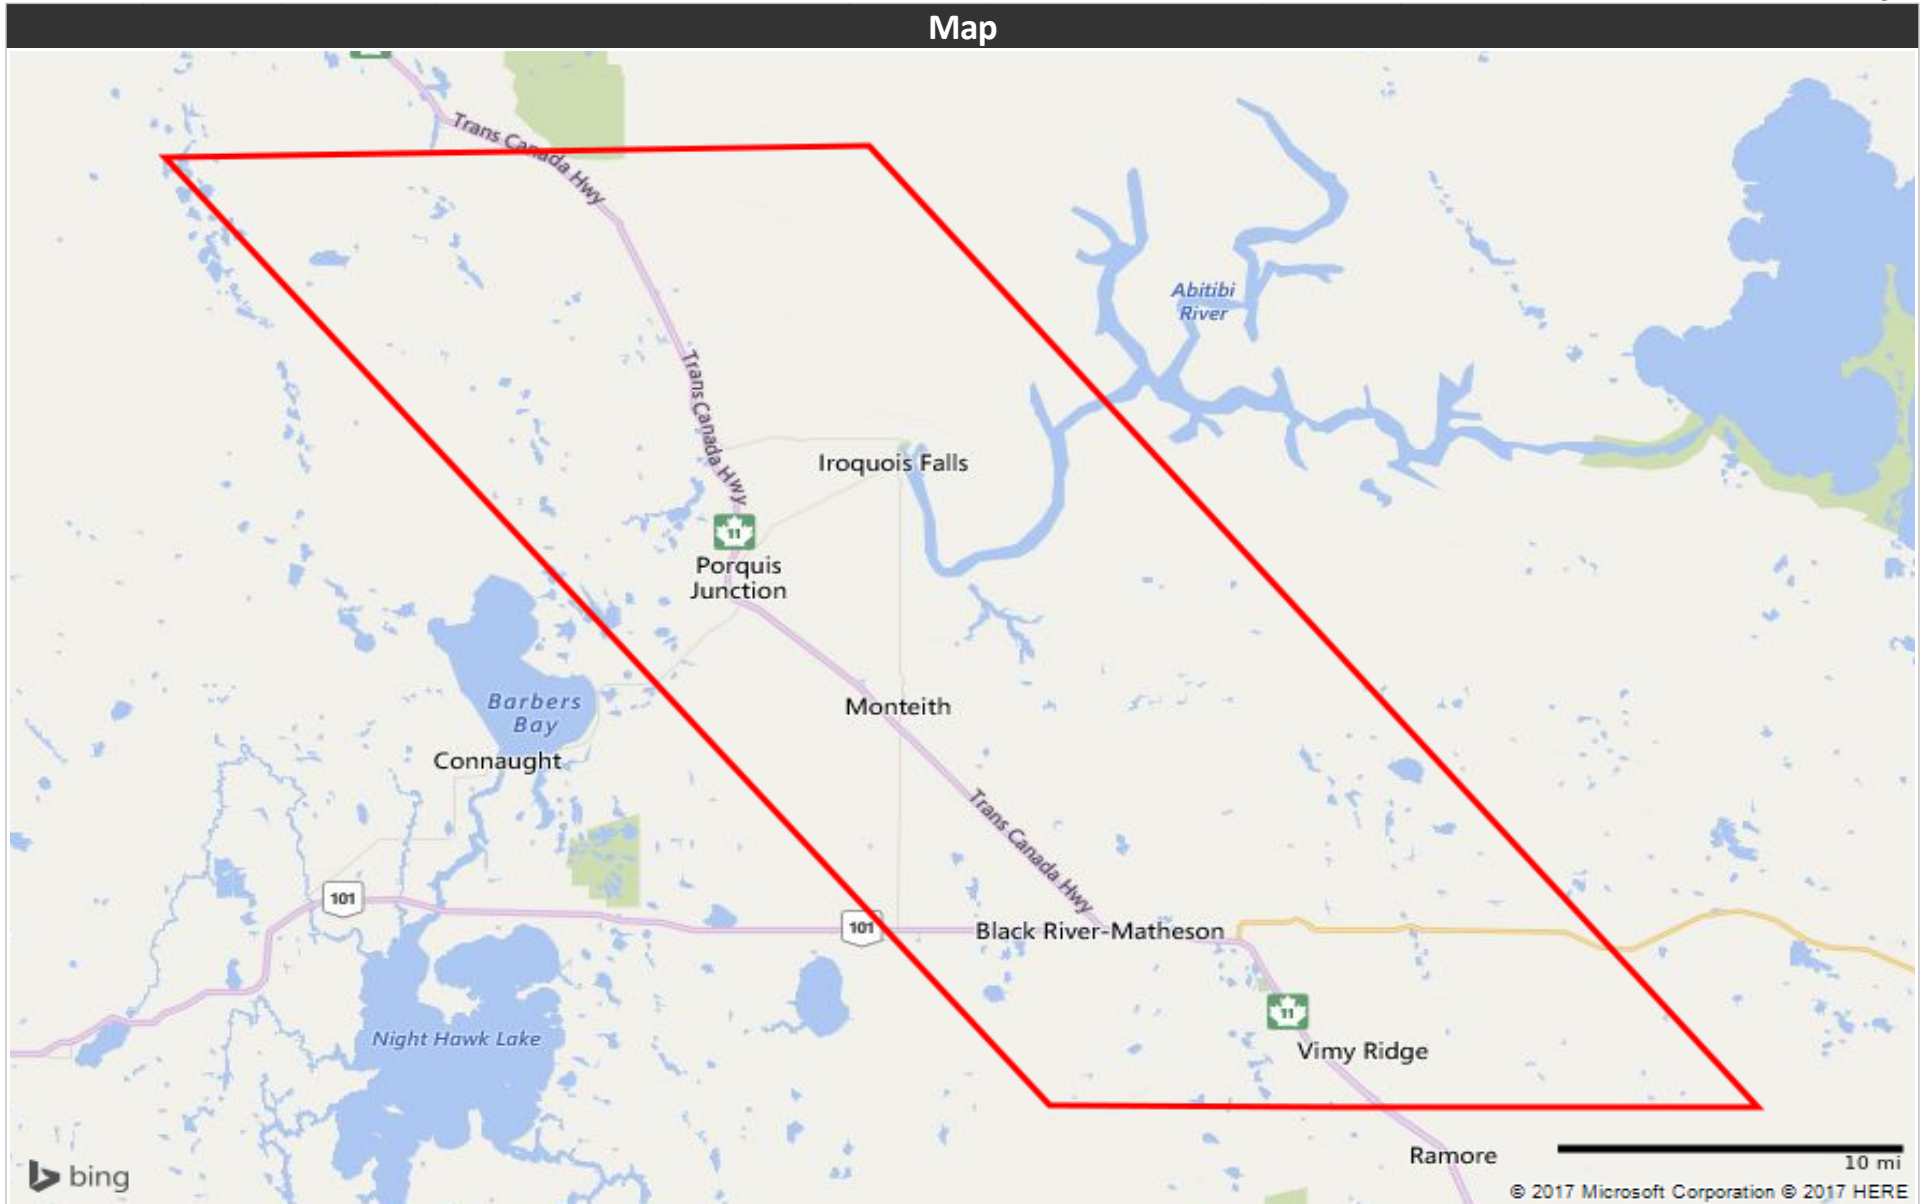 Map
Trans Canada Hwy
Abitibi
River
Trans Canada Hwy
Iroquois Falls
11
Porquis
Junction
Barbers
Bay
Monteith
Connaught
Trans Canada Hwy
101
101
Black River-Matheson
11
Night Hawk Lake
Vimy Ridge
Ramore
10 mi
bing
© 2017 Microsoft Corporation © 2017 HERE